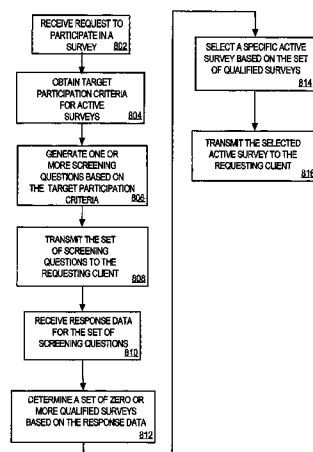 RECEIVE REQUEST TO
PARTICIPATE IN A
SURVEY 802
OBTAIN TARGET
PARTICIPATION CRITERIA
FOR ACTIVE
SURVEYS 804
GENERATE ONE OR
MORE SCREENING
QUESTIONS BASED ON
THE TARGET PARTICIPATION
CRITERIA 806
TRANSMIT THE SET
OF SCREENING
QUESTIONS TO THE
REQUESTING CLIENT
808
RECEIVE RESPONSE DATA
FOR THE SET OF
SCREENING QUESTIONS
810
DETERMINE A SET OF ZERO OR
MORE QUALIFIED SURVEYS
BASED ON THE RESPONSE DATA
812
SELECT A SPECIFIC ACTIVE
SURVEY BASED ON THE SET
OF QUALIFIED SURVEYS
814
TRANSMIT THE SELECTED
ACTIVE SURVEY TO THE
REQUESTING CLIENT
816